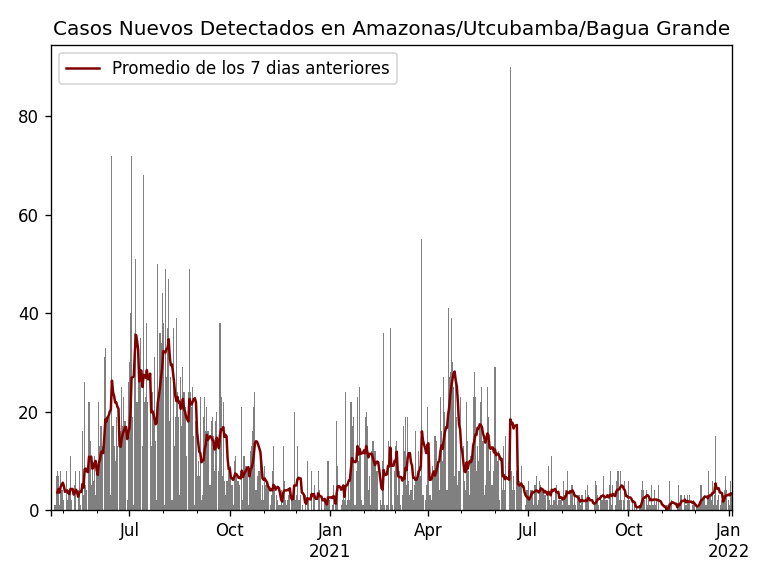 Casos Nuevos Detectados en Amazonas/Utcubamba/Bagua Grande
Promedio de los 7 dias anteriores
80
60
40
20
0
Jul Oct Jan Apr Jul Oct Jan
2021 2022